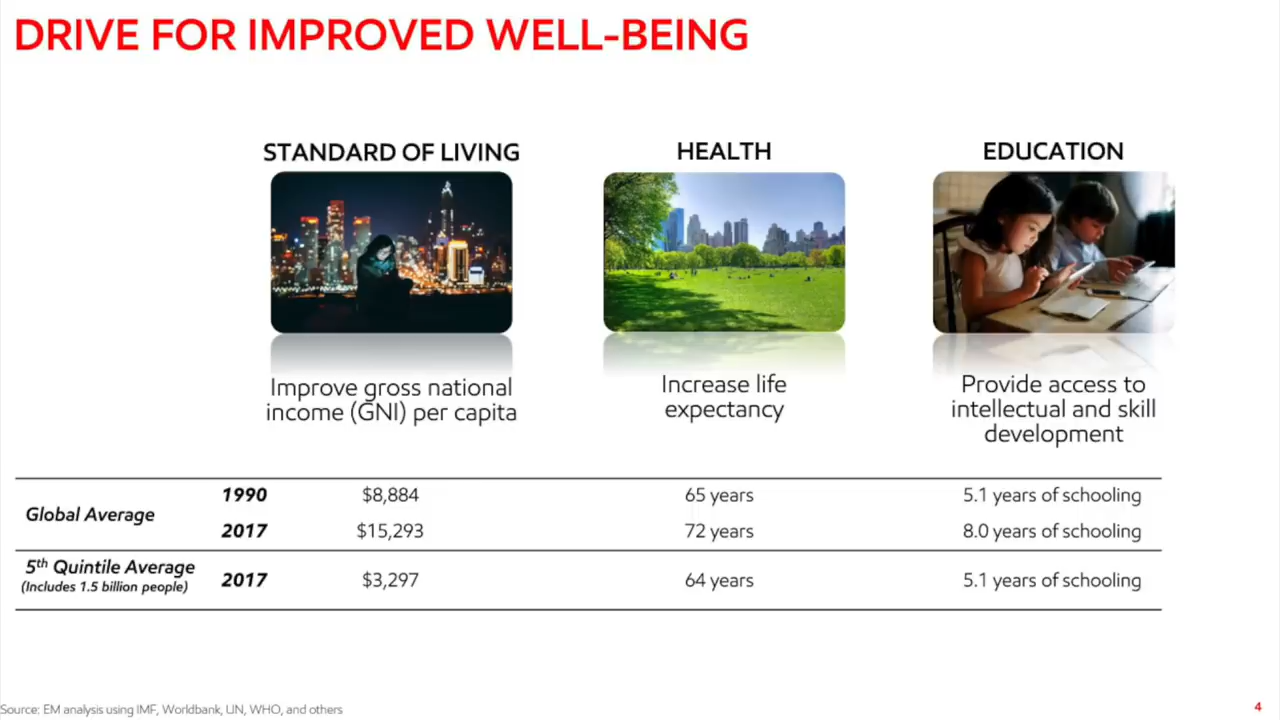 DRIVE FOR IMPROVED WELL-BEING
STANDARD OF LIVING
Improve gross national
income (GNI) per capita
HEALTH
Increase life
expectancy
EDUCATION
Provide access to
intellectual and skill
development
Global Average
1990 $8,884 65 years 5.1 years of schooling
2017 $15,293 72 years 8.0 years of schooling
5th Quintile Average
(Includes 1.5 billion people)
2017 $3,297 64 years 5.1 years of schooling
Source: EM analysis using IMF, Worldbank, UN, WHO, and others
4